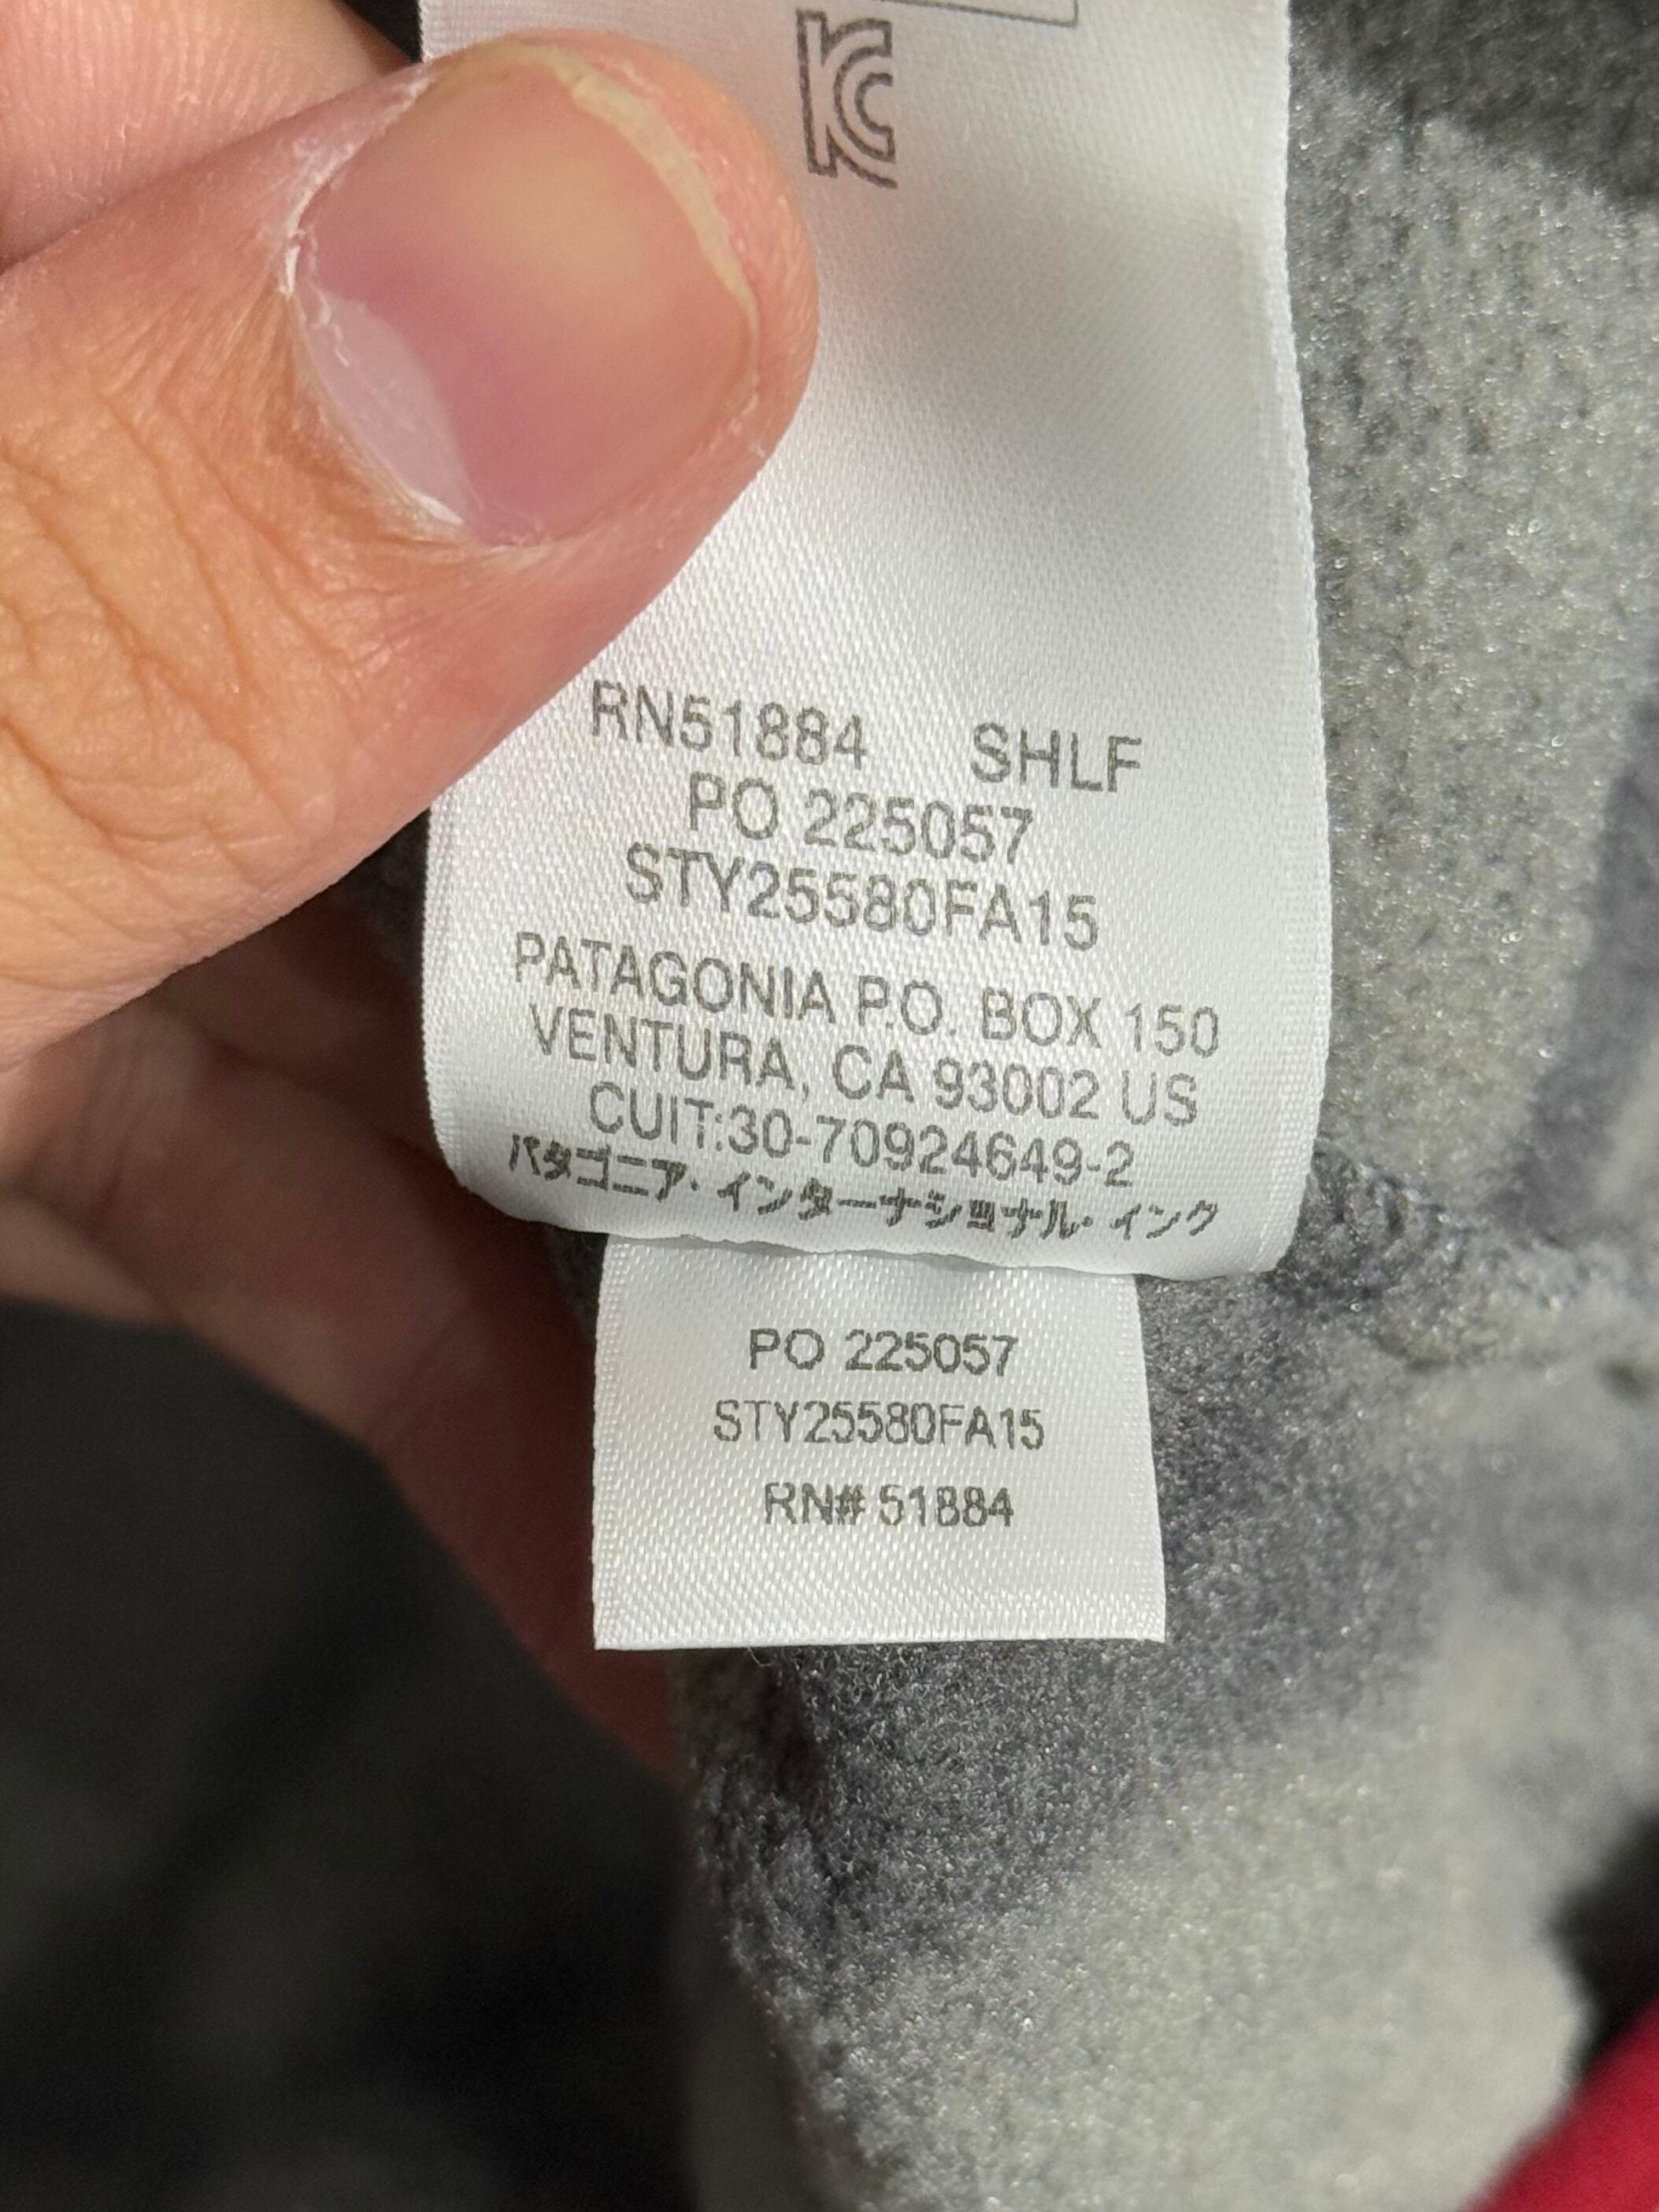 KC
RN51884 SHLF
PO 225057
STY25580FA15
PATAGONIA P.O. BOX 150
VENTURA, CA 93002 US
CUIT:30-70924649-2
パタゴニア・インターナショナル・インク
PO 225057
STY25580FA15
RN# 51884